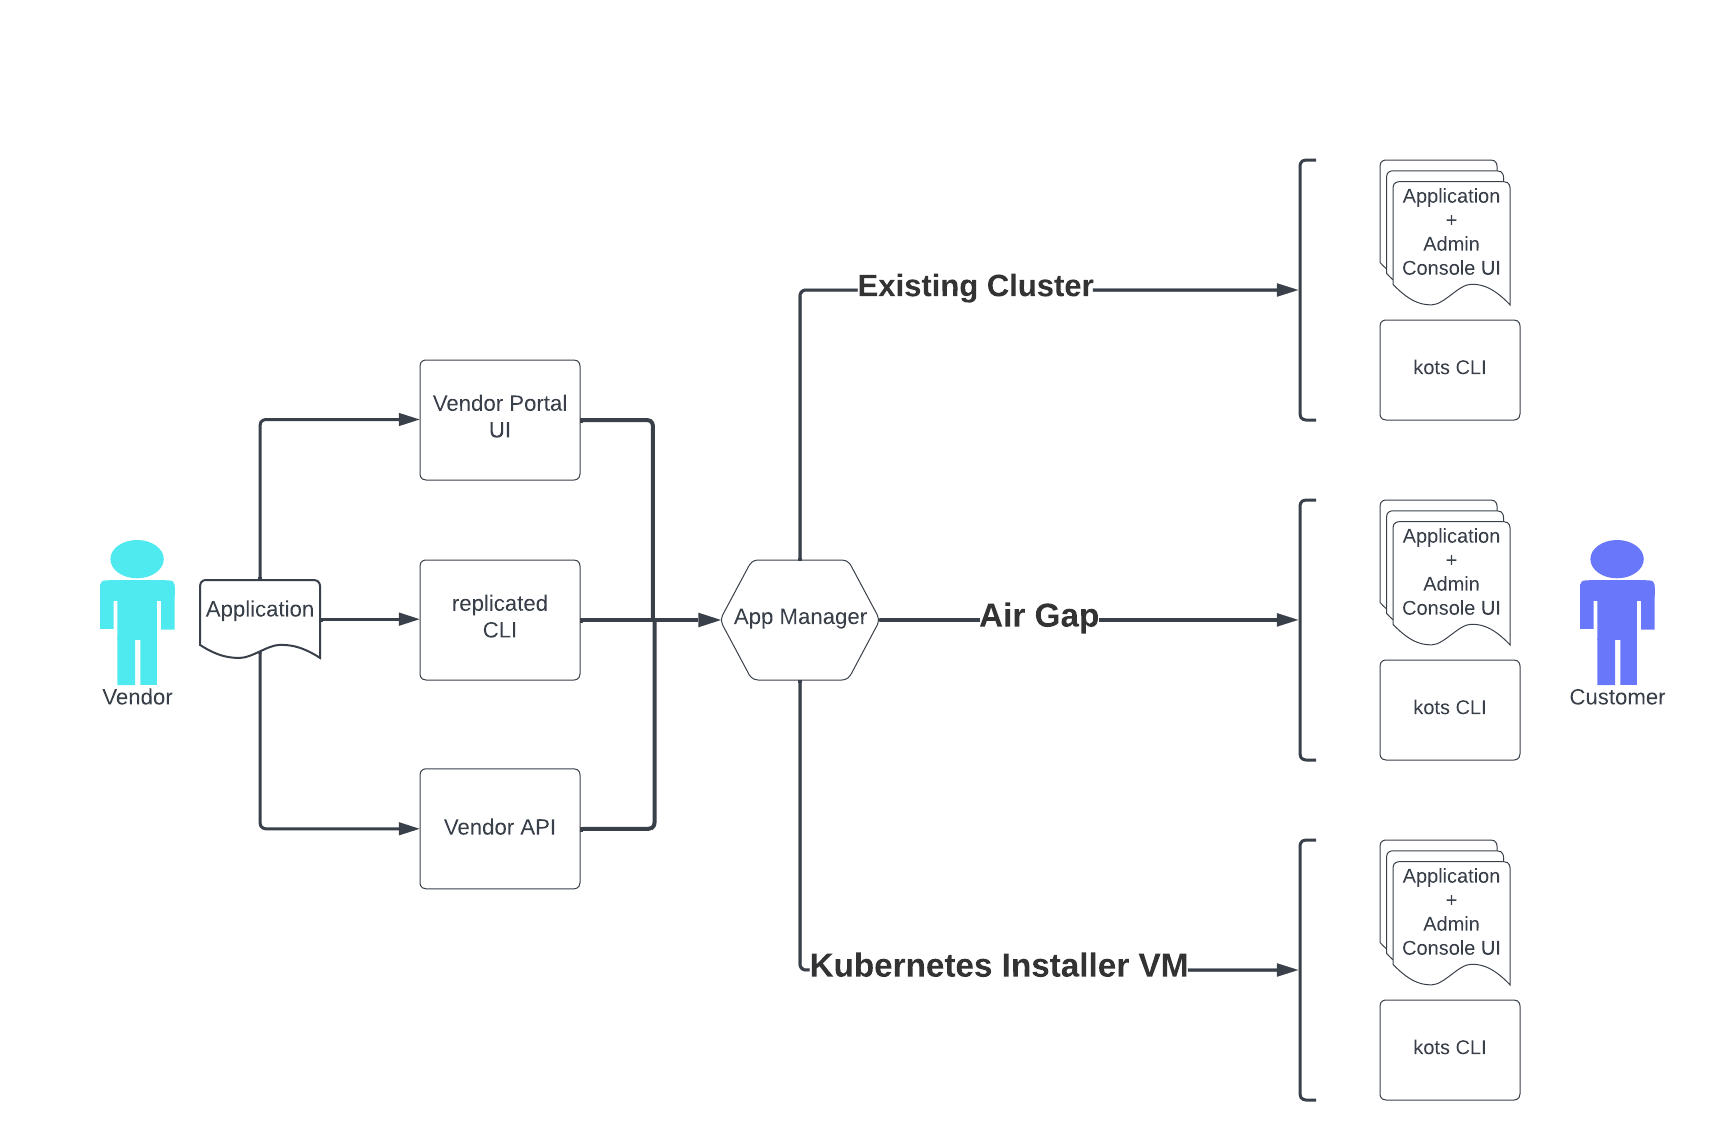 Vendor
Application
Vendor Portal
UI
replicated
CLI
Vendor API
App Manager
Existing Cluster
Air Gap
Kubernetes Installer VM
Application
+
Admin
Console UI
kots CLI
Application
+
Admin
Console UI
kots CLI
Application
+
Admin
Console UI
kots CLI
Customer